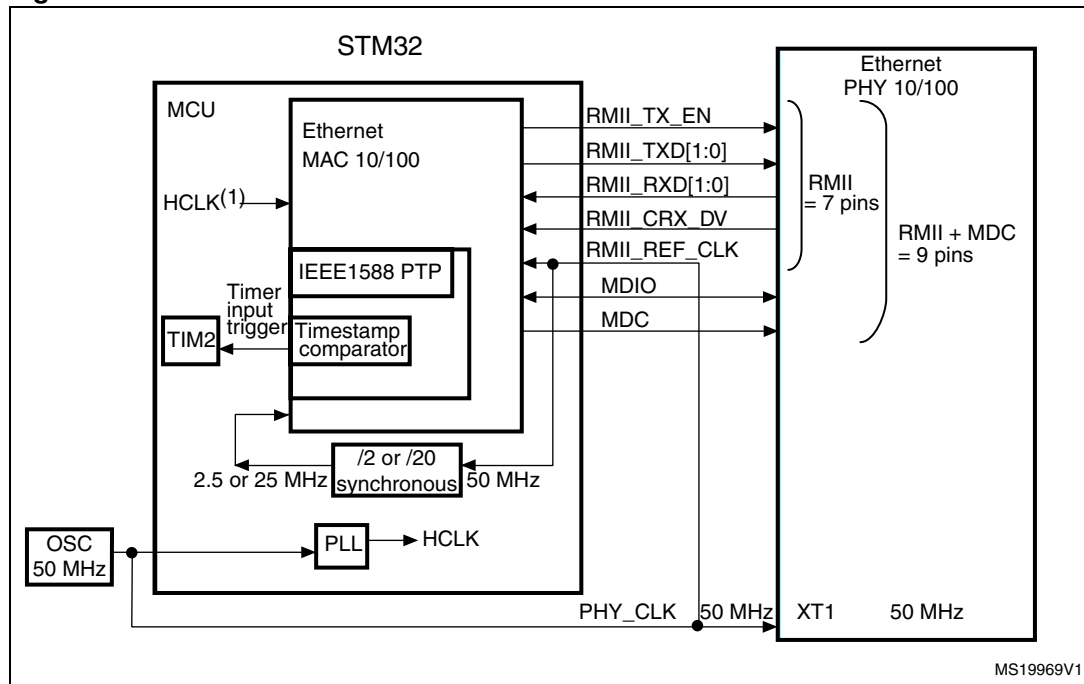 STM32
MCU
Ethernet
MAC 10/100
HCLK(1)
IEEE1588 PTP
Timer
input
trigger
Timestamp
comparator
TIM2
/2 or /20
synchronous
2.5 or 25 MHz
50 MHz
PLL
HCLK
OSC
50 MHz
RMII_TX_EN
RMII_TXD[1:0]
RMII_RXD[1:0]
RMII_CRX_DV
RMII_REF_CLK
MDIO
MDC
PHY_CLK
50 MHz
Ethernet
PHY 10/100
RMII
= 7 pins
RMII + MDC
= 9 pins
XT1
50 MHz
MS19969V1